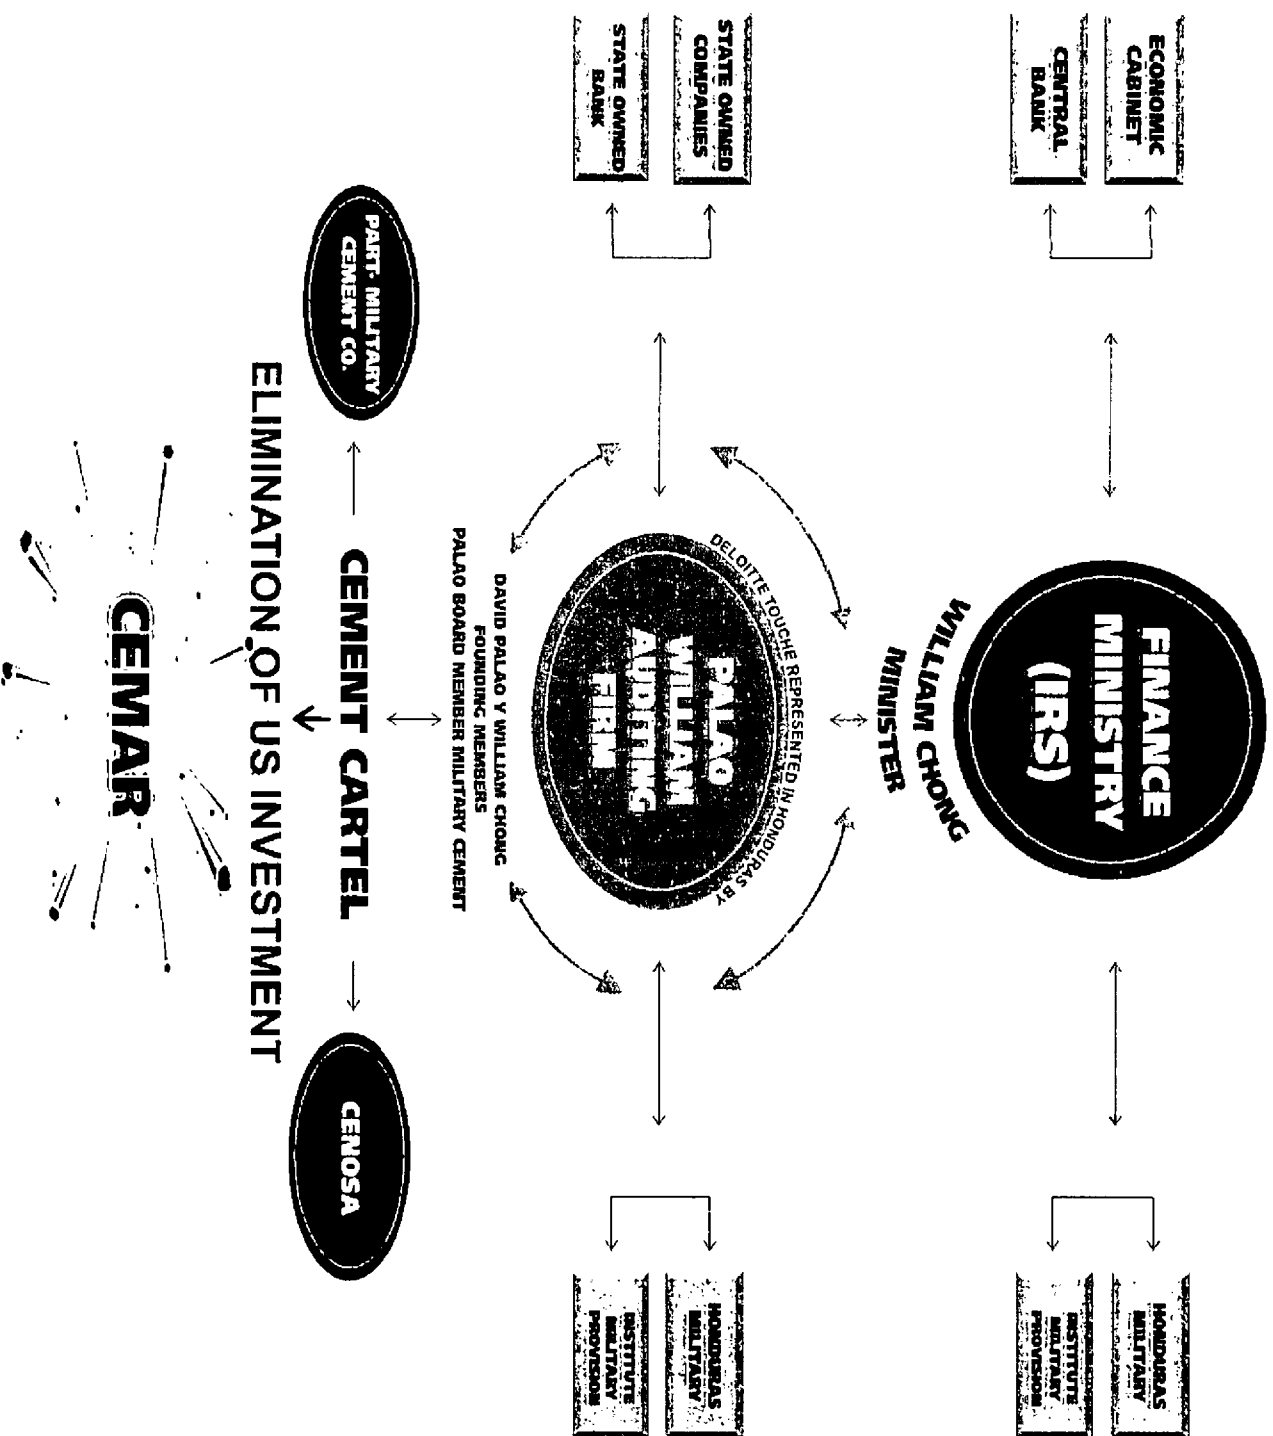 ECONOMIC
CABINET
CENTRAL
BANK
FINANCE
MINISTRY
(IRS)
WILLIAM CHONG
MINISTER
HONDURAS
MILITARY
INSTITUTE
MILITARY
PROVISION
STATE OWNED
COMPANIES
STATE OWNED
BANK
DELOITTE TOUCHE REPRESENTED IN HONDURAS BY
PALAO
WILLIAM
AUDITING
FIRM
HONDURAS
MILITARY
INSTITUTE
MILITARY
PROVISION
DAVID PALAO Y WILLIAM CHONG
FOUNDING MEMBERS
PALAO BOARD MEMBER MILITARY CEMENT
PART- MILITARY
CEMENT CO.
CEMENT CARTEL
CENOSA
ELIMINATION OF US INVESTMENT
CEMAR